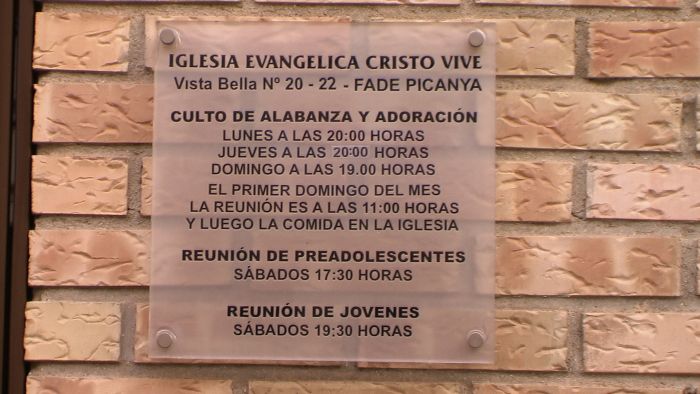 IGLESIA EVANGELICA CRISTO VIVE
Vısta Bella Nº 20 - 22 - FADE PICANYA
CULTO DE ALABANZA Y ADORACIÓN
LUNES A LAS 20:00 HORAS
JUEVES A LAS 20:00 HORAS
DOMINGO A LAS 19.00 HORAS
EL PRIMER DOMINGO DEL MES
LA REUNIÓN ES A LAS 11:00 HORAS
Y LUEGO LA COMIDA EN LA IGLESIA
REUNIÓN DE PREADOLESCENTES
SÁBADOS 17:30 HORAS
REUNIÓN DE JOVENES
SÁBADOS 19:30 HORAS